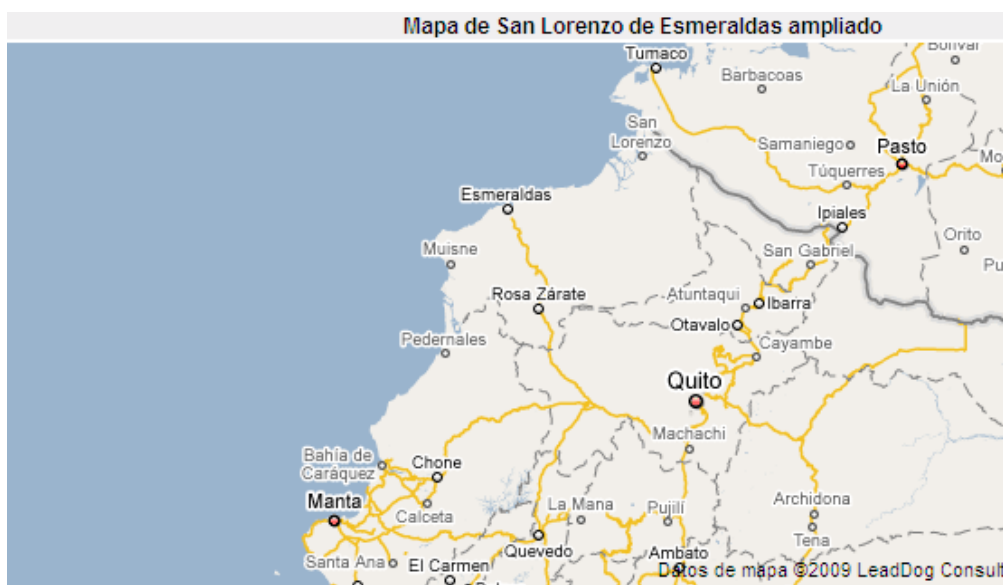 Mapa de San Lorenzo de Esmeraldas ampliado
Tumaco
Bolívar
Barbacoas
La Unión
San
Lorenzo
Samaniego
Pasto
Túquerres
Esmeraldas
Ipiales
Muisne
San Gabriel
Orito
Rosa Zárate
Atuntaqui
Ibarra
Otavalo
Pedernales
Cayambe
Quito
Machachi
Bahía de
Caráquez
Chone
Manta
Calceta
La Mana
Pujilí
Archidona
Tena
Quevedo
Santa Ana
El Carmen
Ambato
Datos de mapa ©2009 LeadDog Consult